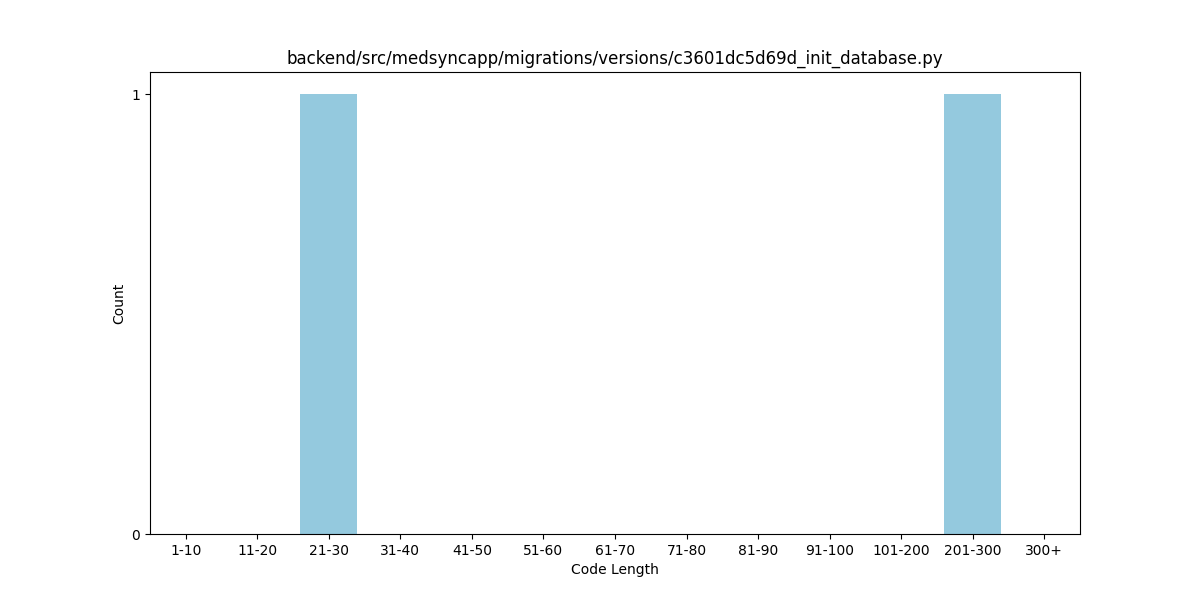 backend/src/medsyncapp/migrations/versions/c3601dc5d69d_init_database.py
1
Count
0
1-10 11-20 21-30 31-40 41-50 51-60 61-70 71-80 81-90 91-100 101-200 201-300 300+
Code Length